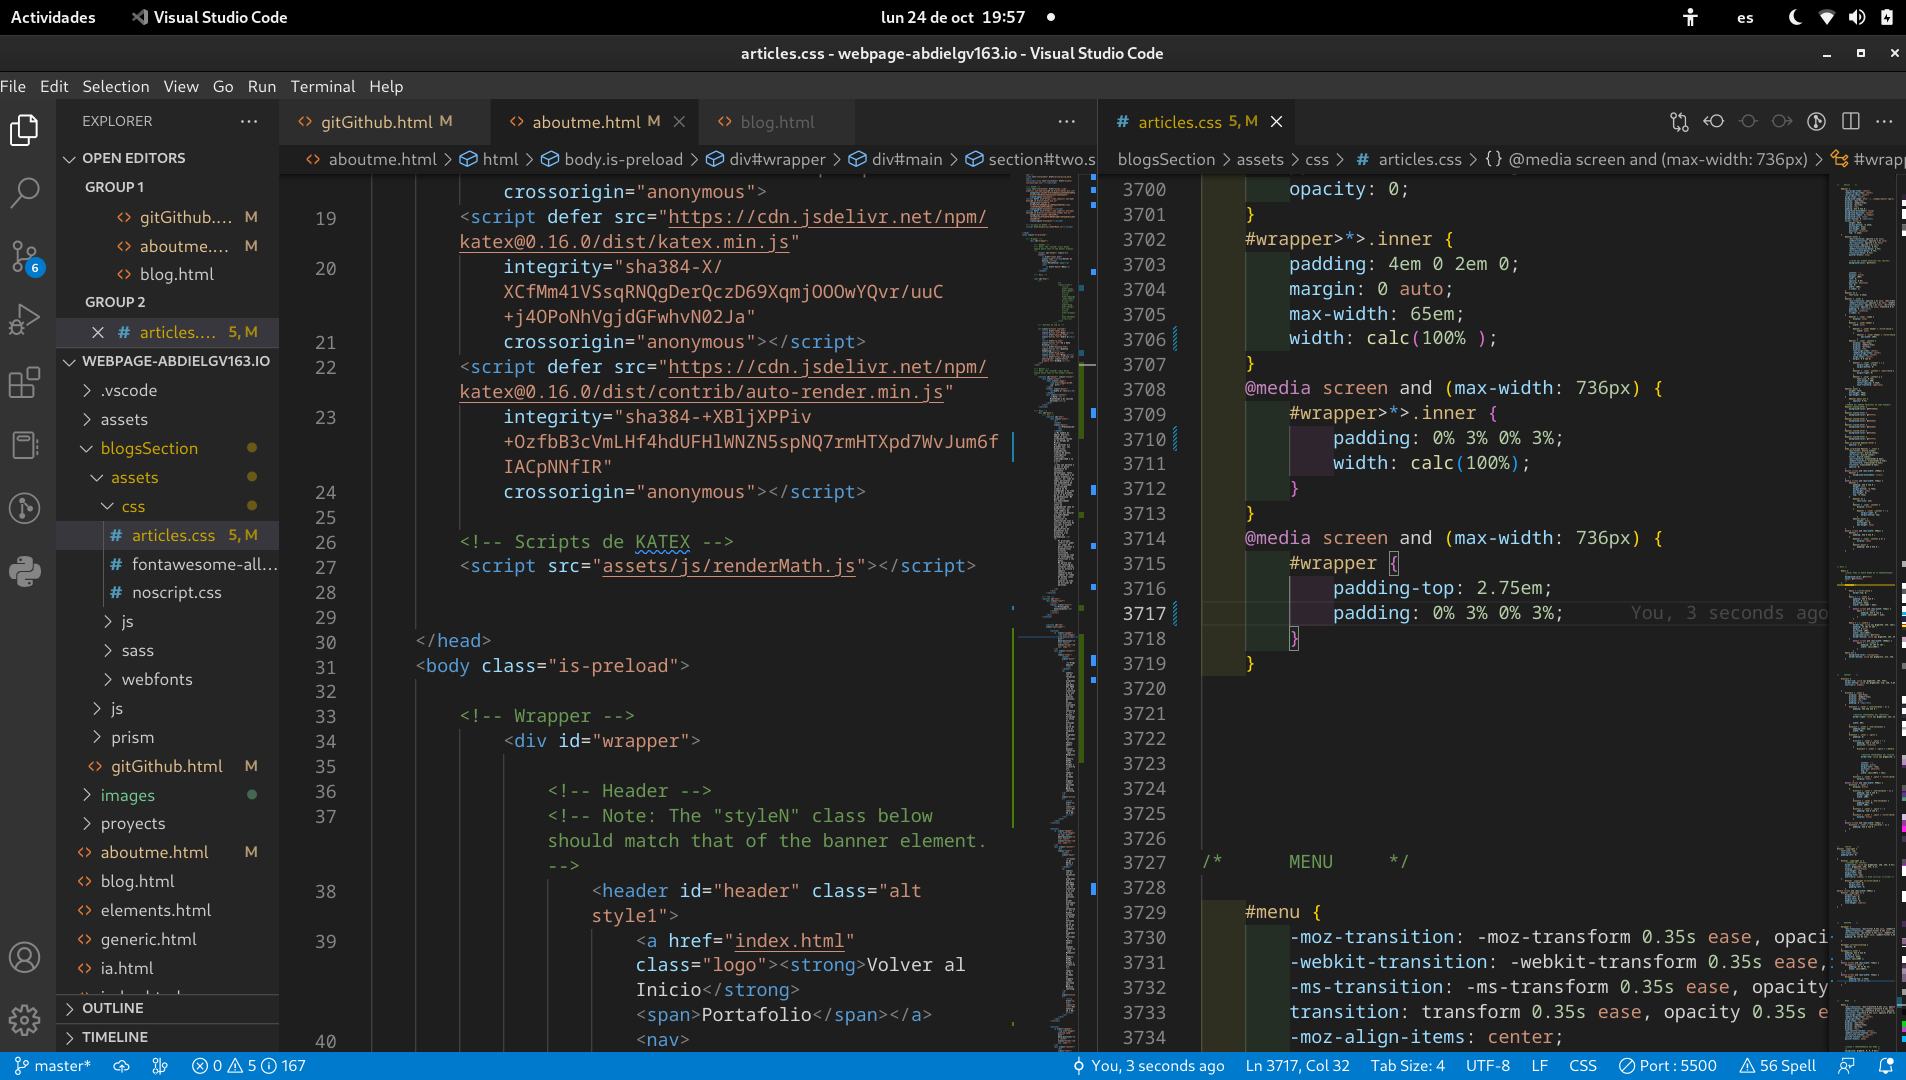 Actividades
Visual Studio Code
lun 24 de oct 19:57
es
articles.css - webpage-abdielgv163.io - Visual Studio Code
File Edit Selection View Go Run Terminal Help
EXPLORER
OPEN EDITORS
GROUP 1
gitGithub.... M
aboutme.... M
blog.html
GROUP 2
articles.... 5, M
WEBPAGE-ABDIELGV163.IO
.vscode
assets
blogsSection
assets
css
articles.css 5, M
fontawesome-all...
noscript.css
js
sass
webfonts
js
prism
gitGithub.html M
images
proyects
aboutme.html M
blog.html
elements.html
generic.html
ia.html
OUTLINE
TIMELINE
6
gitGithub.html M
aboutme.html M
blog.html
aboutme.html > html > body.is-preload > div#wrapper > div#main > section#two.s
crossorigin="anonymous">
19 <script defer src="https://cdn.jsdelivr.net/npm/
katex@0.16.0/dist/katex.min.js"
20 integrity="sha384-X/
XCfMm41VSsqRNQgDerQczD69XqmjOOOwYQvr/uuC
+j4OPoNhVgjdGFwhvN02Ja"
21 crossorigin="anonymous"></script>
22 <script defer src="https://cdn.jsdelivr.net/npm/
katex@0.16.0/dist/contrib/auto-render.min.js"
23 integrity="sha384-+XBljXPPiv
+OzfbB3cVmLHf4hdUFHlWNZN5spNQ7rmHTXpd7WvJum6f
IACpNNfIR"
24 crossorigin="anonymous"></script>
25
26 <!-- Scripts de KATEX -->
27 <script src="assets/js/renderMath.js"></script>
28
29
30 </head>
31 <body class="is-preload">
32
33 <!-- Wrapper -->
34 <div id="wrapper">
35
36 <!-- Header -->
37 <!-- Note: The "styleN" class below
should match that of the banner element.
-->
38 <header id="header" class="alt
style1">
39 <a href="index.html"
class="logo"><strong>Volver al
Inicio</strong>
<span>Portafolio</span></a>
40 <nav>
articles.css 5, M
blogsSection > assets > css > articles.css > {} @media screen and (max-width: 736px) > #wrapp
3700 opacity: 0;
3701 }
3702 #wrapper>*>.inner {
3703 padding: 4em 0 2em 0;
3704 margin: 0 auto;
3705 max-width: 65em;
3706 width: calc(100% );
3707 }
3708 @media screen and (max-width: 736px) {
3709 #wrapper>*>.inner {
3710 padding: 0% 3% 0% 3%;
3711 width: calc(100%);
3712 }
3713 }
3714 @media screen and (max-width: 736px) {
3715 #wrapper {
3716 padding-top: 2.75em;
3717 padding: 0% 3% 0% 3%; You, 3 seconds ago
3718 }
3719 }
3720
3721
3722
3723
3724
3725
3726
3727 /* MENU */
3728
3729 #menu {
3730 -moz-transition: -moz-transform 0.35s ease, opaci
3731 -webkit-transition: -webkit-transform 0.35s ease,
3732 -ms-transition: -ms-transform 0.35s ease, opacity
3733 transition: transform 0.35s ease, opacity 0.35s e
3734 -moz-align-items: center;
master* 0 5 167 You, 3 seconds ago Ln 3717, Col 32 Tab Size: 4 UTF-8 LF CSS Port : 5500 56 Spell